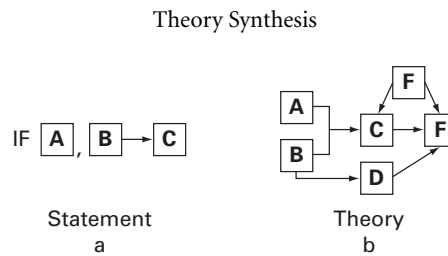 Theory Synthesis
IF A, B C
Statement
a
F
A
C F
B
D
Theory
b